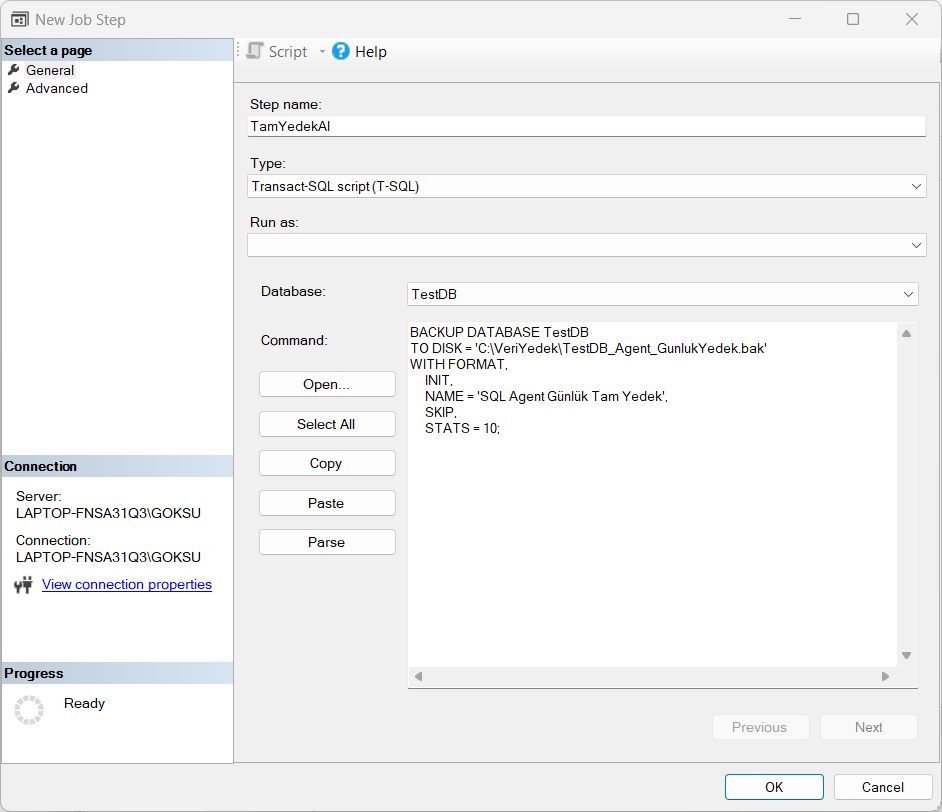 New Job Step
Select a page
General
Advanced
Script
Help
Step name:
TamYedekAl
Type:
Transact-SQL script (T-SQL)
Run as:
Database:
TestDB
Command:
BACKUP DATABASE TestDB
TO DISK = 'C:\VeriYedek\TestDB_Agent_GunlukYedek.bak'
WITH FORMAT,
INIT,
NAME = 'SQL Agent Günlük Tam Yedek',
SKIP,
STATS = 10;
Open...
Select All
Copy
Paste
Parse
Connection
Server:
LAPTOP-FNSA31Q3\GOKSU
Connection:
LAPTOP-FNSA31Q3\GOKSU
View connection properties
Progress
Ready
Previous
Next
OK
Cancel